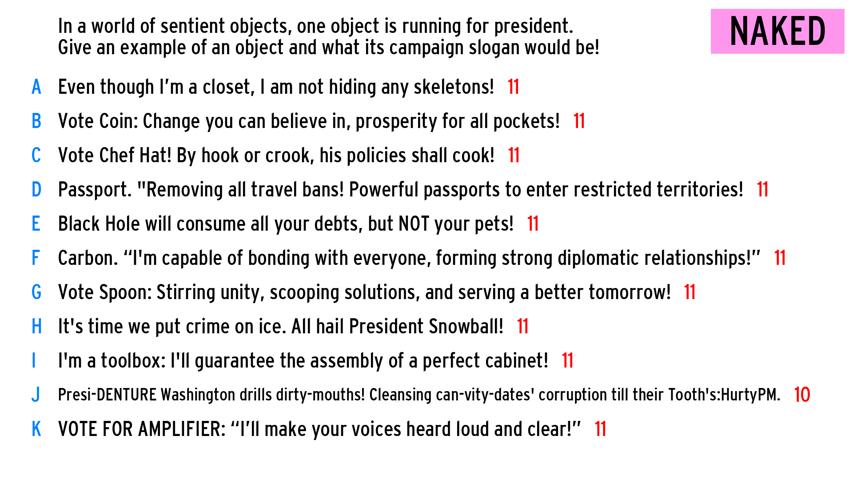 In a world of sentient objects, one object is running for president.
Give an example of an object and what its campaign slogan would be!
NAKED
A Even though I'm a closet, I am not hiding any skeletons! 11
B Vote Coin: Change you can believe in, prosperity for all pockets! 11
C Vote Chef Hat! By hook or crook, his policies shall cook! 11
D Passport. "Removing all travel bans! Powerful passports to enter restricted territories! 11
E Black Hole will consume all your debts, but NOT your pets! 11
F Carbon. “I'm capable of bonding with everyone, forming strong diplomatic relationships!” 11
G Vote Spoon: Stirring unity, scooping solutions, and serving a better tomorrow! 11
H It's time we put crime on ice. All hail President Snowball! 11
I I'm a toolbox: I'll guarantee the assembly of a perfect cabinet! 11
J Presi-DENTURE Washington drills dirty-mouths! Cleansing can-vity-dates' corruption till their Tooth's:HurtyPM. 10
K VOTE FOR AMPLIFIER: “I’ll make your voices heard loud and clear!” 11